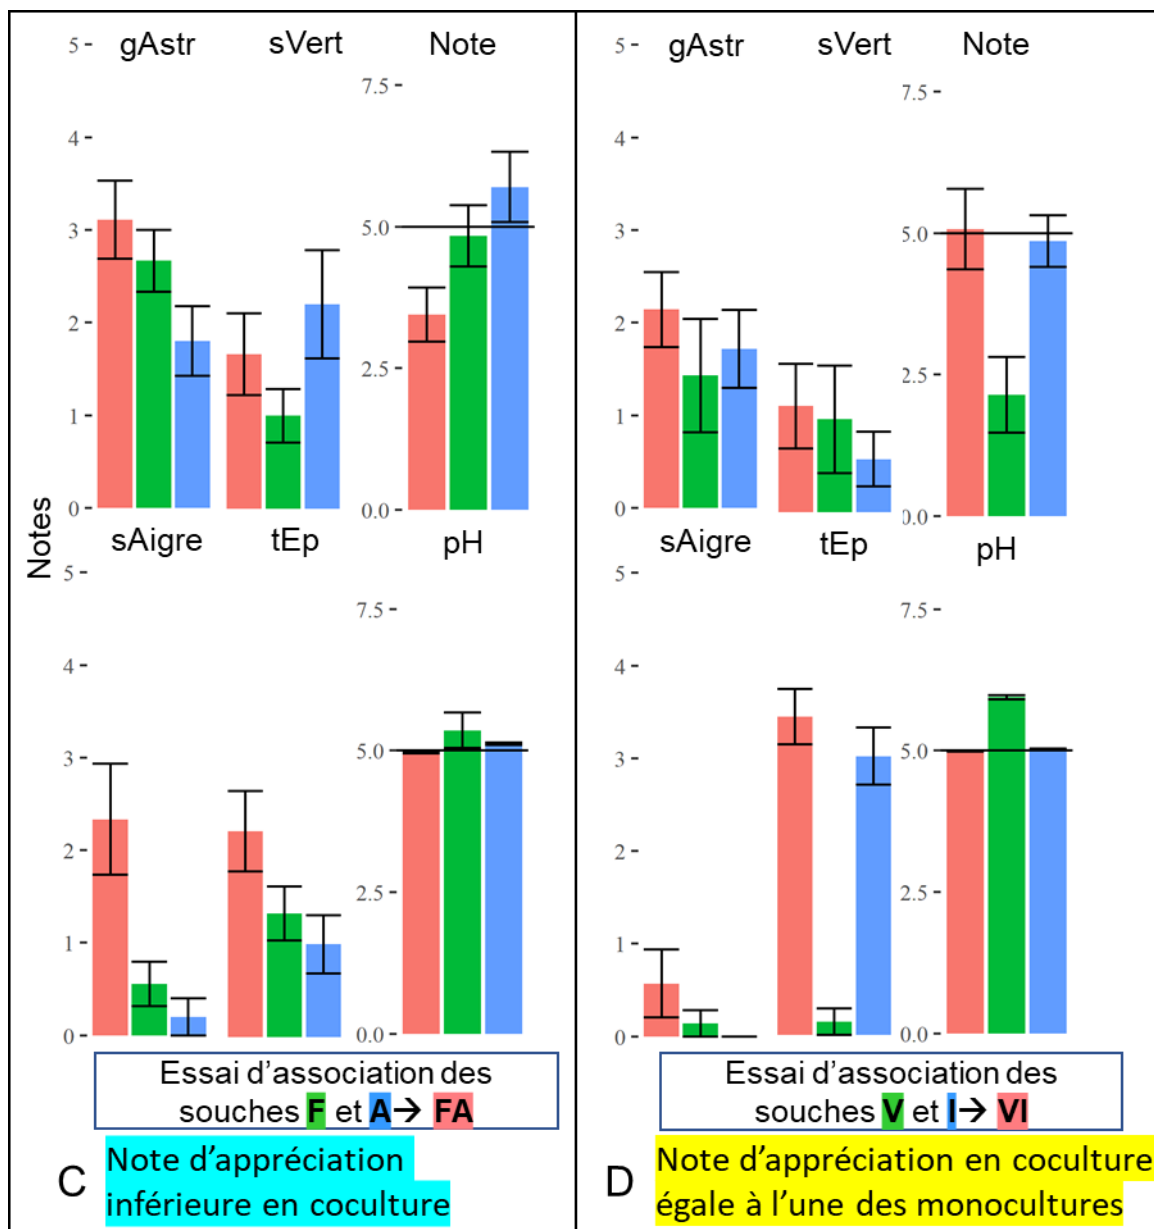 gAstr sVert Note
5
7.5
4
3
5.0
2
2.5
1
0
0.0
sAigre tEp pH
Notes
5
7.5
4
3
5.0
2
2.5
1
0
0.0
Essai d’association des
souches F et A→ FA
C
Note d’appréciation
inférieure en coculture
gAstr sVert Note
5
7.5
4
3
5.0
2
2.5
1
0
0.0
sAigre tEp pH
5
7.5
4
3
5.0
2
2.5
1
0
0.0
Essai d’association des
souches V et I→ VI
D
Note d’appréciation en coculture
égale à l’une des monocultures